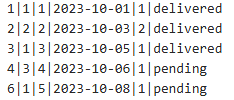 1|1|1|2023-10-01|1|delivered
2|2|2|2023-10-03|2|delivered
3|1|3|2023-10-05|1|delivered
4|3|4|2023-10-06|1|pending
6|1|5|2023-10-08|1|pending